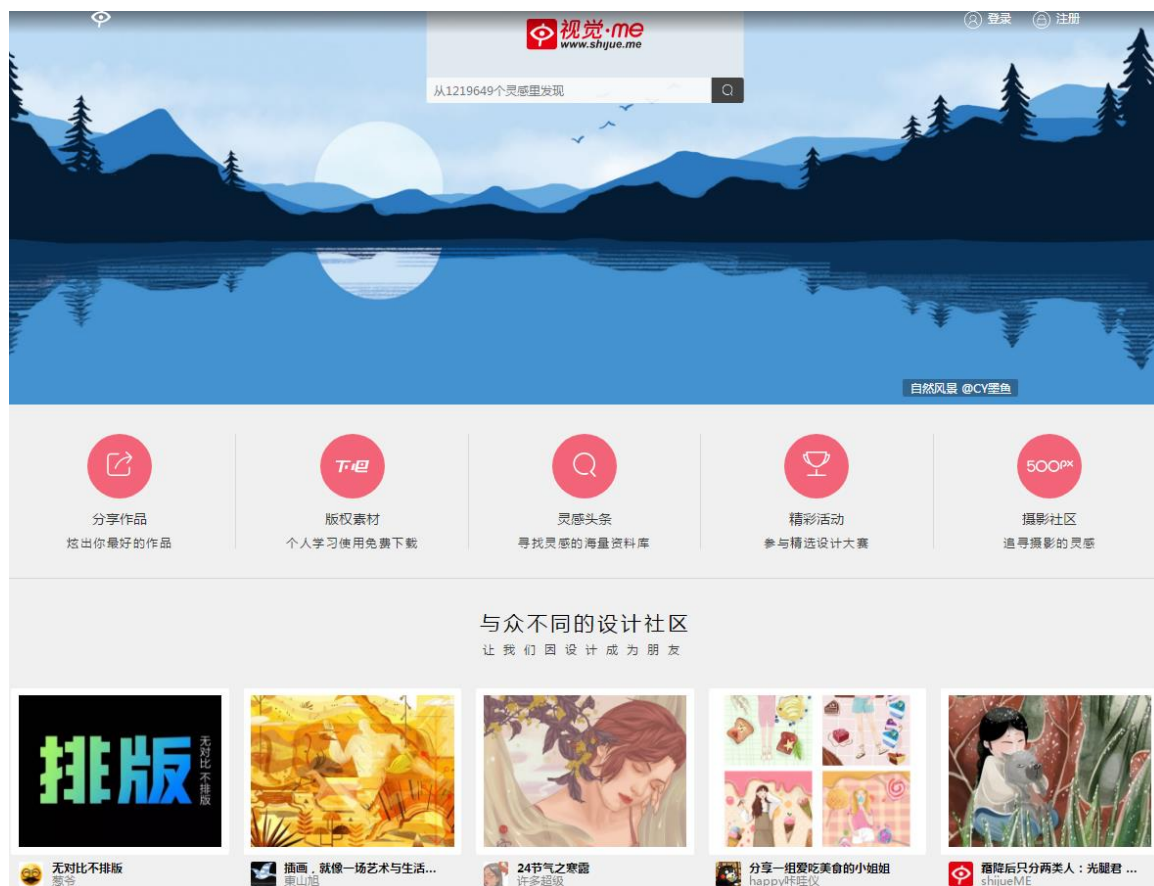 视觉·me
www.shijue.me
登录
注册
从1219649个灵感里发现
自然风景 @CY墨鱼
下吧
500px
分享作品
版权素材
灵感头条
精彩活动
摄影社区
炫出你最好的作品
个人学习使用免费下载
寻找灵感的海量资料库
参与精选设计大赛
追寻摄影的灵感
与众不同的设计社区
让我们因设计成为朋友
排版
无对比 不排版
无对比不排版
葱爷
插画，就像一场艺术与生活...
東山旭
24节气之寒露
许多超级
分享一组爱吃美食的小姐姐
happy咔哇仪
霜降后只分两类人：光腿君 ...
shijueME